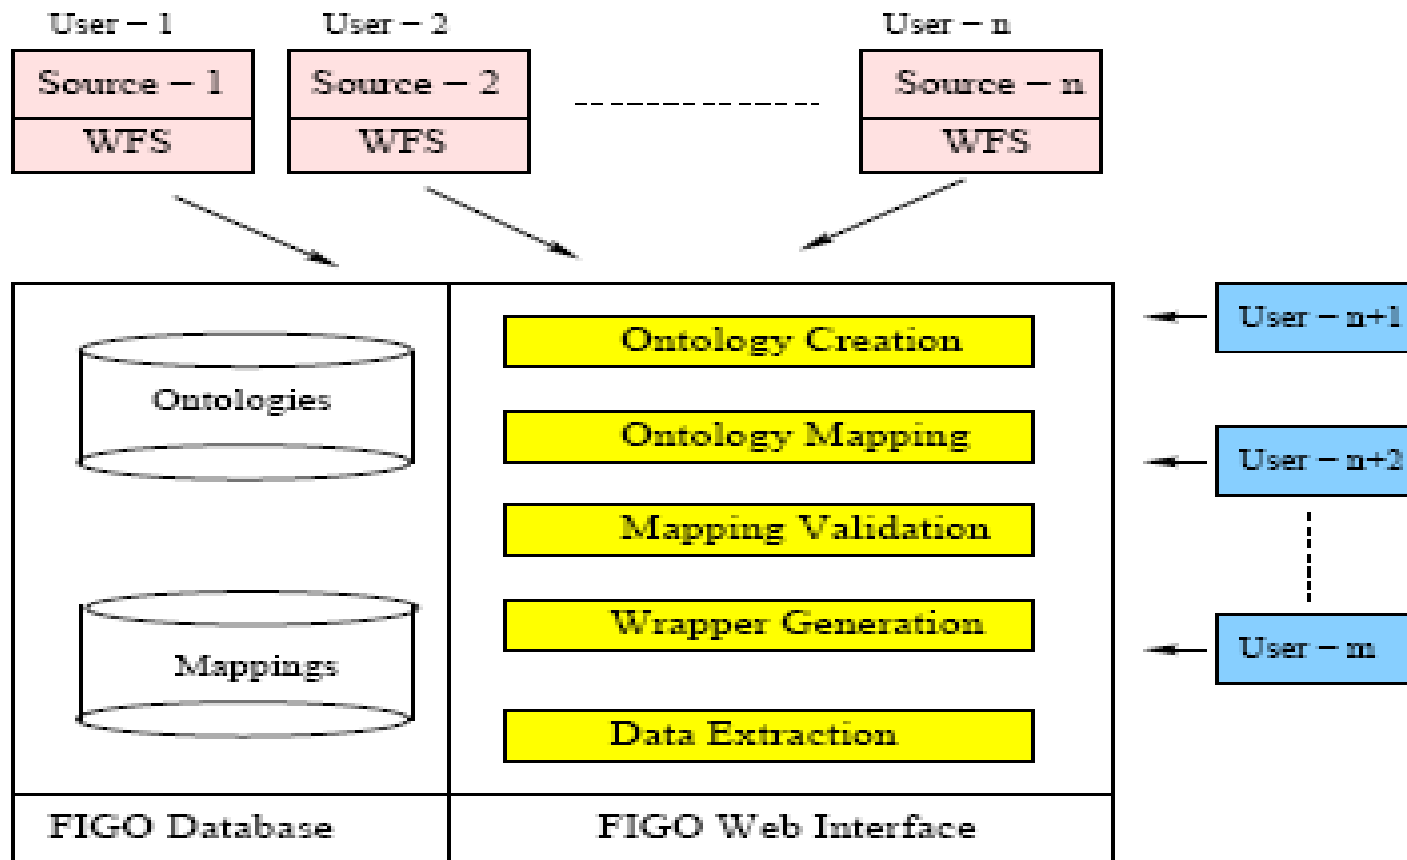 User – 1
User – 2
User – n
Source – 1
Source – 2
Source – n
WFS
WFS
WFS
Ontologies
Mappings
FIGO Database
Ontology Creation
Ontology Mapping
Mapping Validation
Wrapper Generation
Data Extraction
FIGO Web Interface
User – n+1
User – n+2
User – m